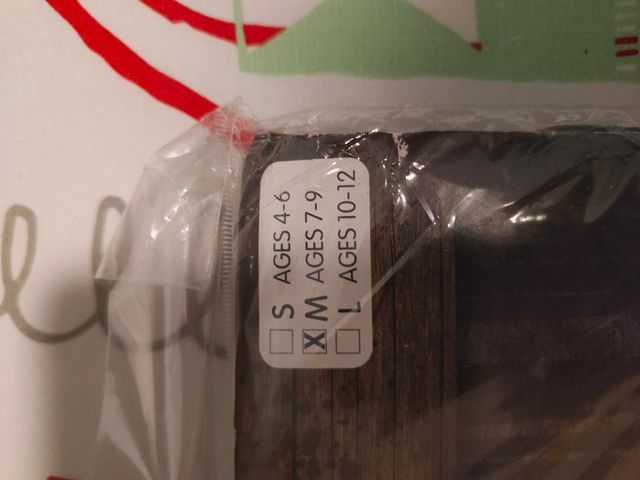 S AGES 4-6
X M AGES 7-9
L AGES 10-12